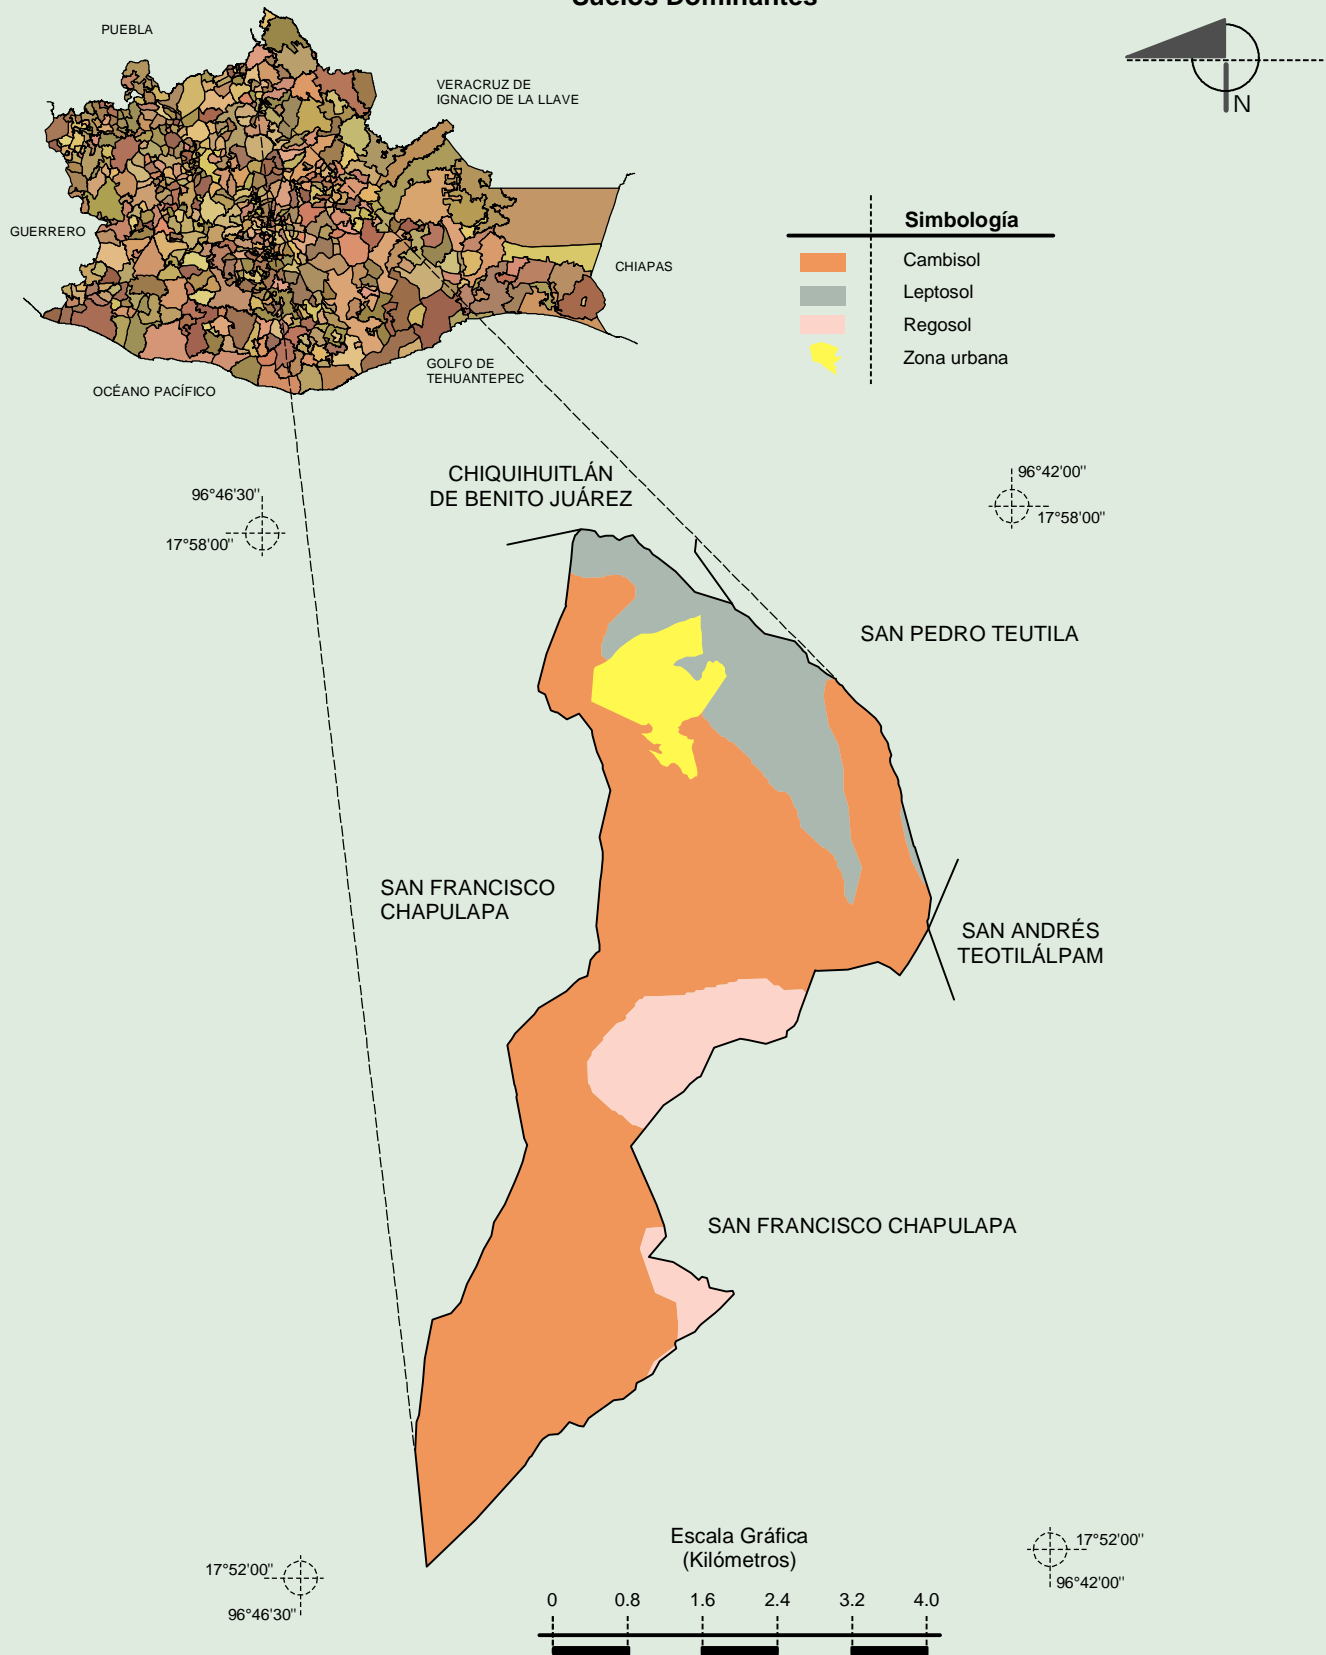 Suelos Dominantes
PUEBLA
VERACRUZ DE
IGNACIO DE LA LLAVE
N
GUERRERO
CHIAPAS
GOLFO DE
TEHUANTEPEC
OCÉANO PACÍFICO
Simbología
Cambisol
Leptosol
Regosol
Zona urbana
CHIQUIHUITLÁN
DE BENITO JUÁREZ
96°46'30"
17°58'00"
96°42'00"
17°58'00"
SAN PEDRO TEUTILA
SAN FRANCISCO
CHAPULAPA
SAN ANDRÉS
TEOTILÁLPAM
SAN FRANCISCO CHAPULAPA
17°52'00"
96°46'30"
Escala Gráfica
(Kilómetros)
0 0.8 1.6 2.4 3.2 4.0
17°52'00"
96°42'00"